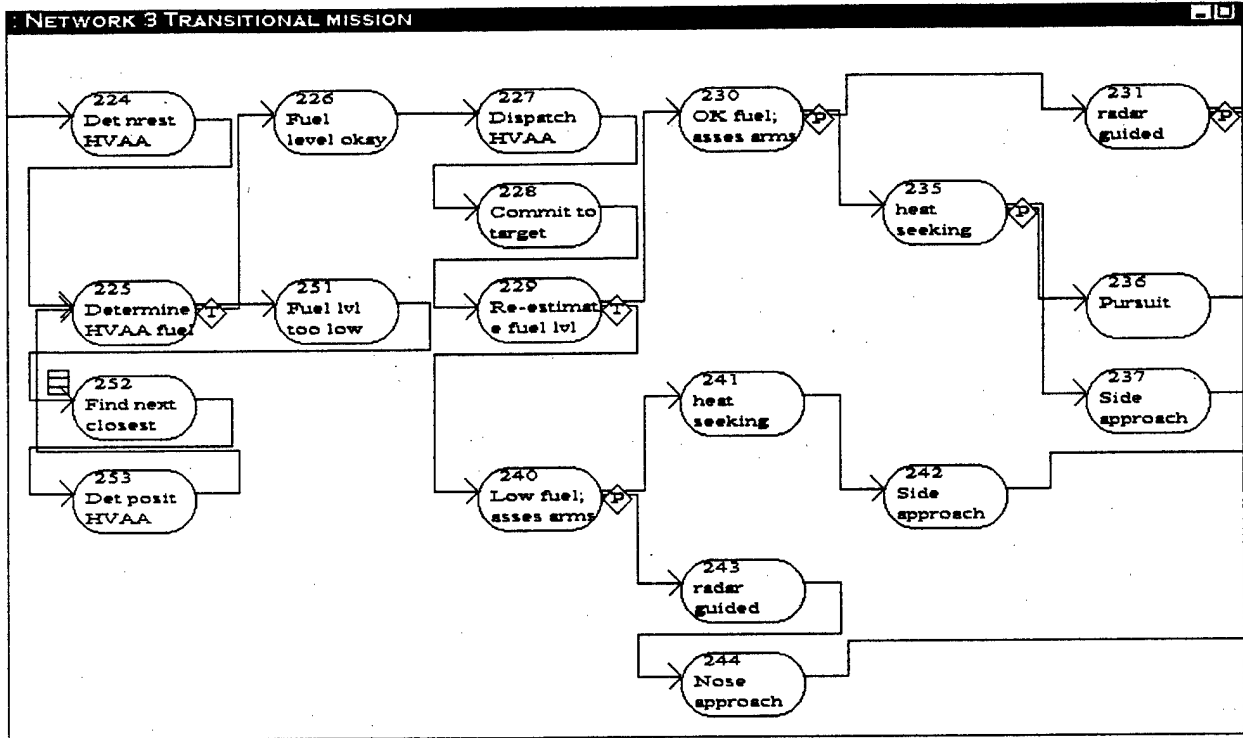 : NETWORK 3 TRANSITIONAL MISSION
224
Det nrest
HVAA
226
Fuel
level okay
227
Dispatch
HVAA
230
OK fuel;
asses arms
P
231
radar
guided
P
228
Commit to
target
235
heat
seeking
P
225
Determine
HVAA fuel
T
251
Fuel lvl
too low
229
Re-estimat
e fuel lvl
T
236
Pursuit
252
Find next
closest
241
heat
seeking
237
Side
approach
253
Det posit
HVAA
240
Low fuel;
asses arms
P
242
Side
approach
243
radar
guided
244
Nose
approach